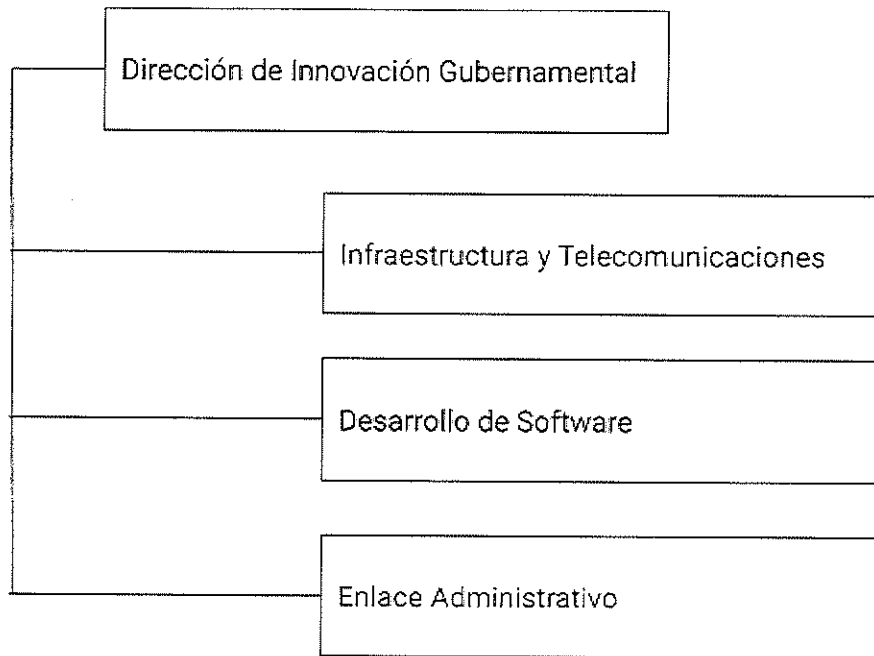 Dirección de Innovación Gubernamental
Infraestructura y Telecomunicaciones
Desarrollo de Software
Enlace Administrativo